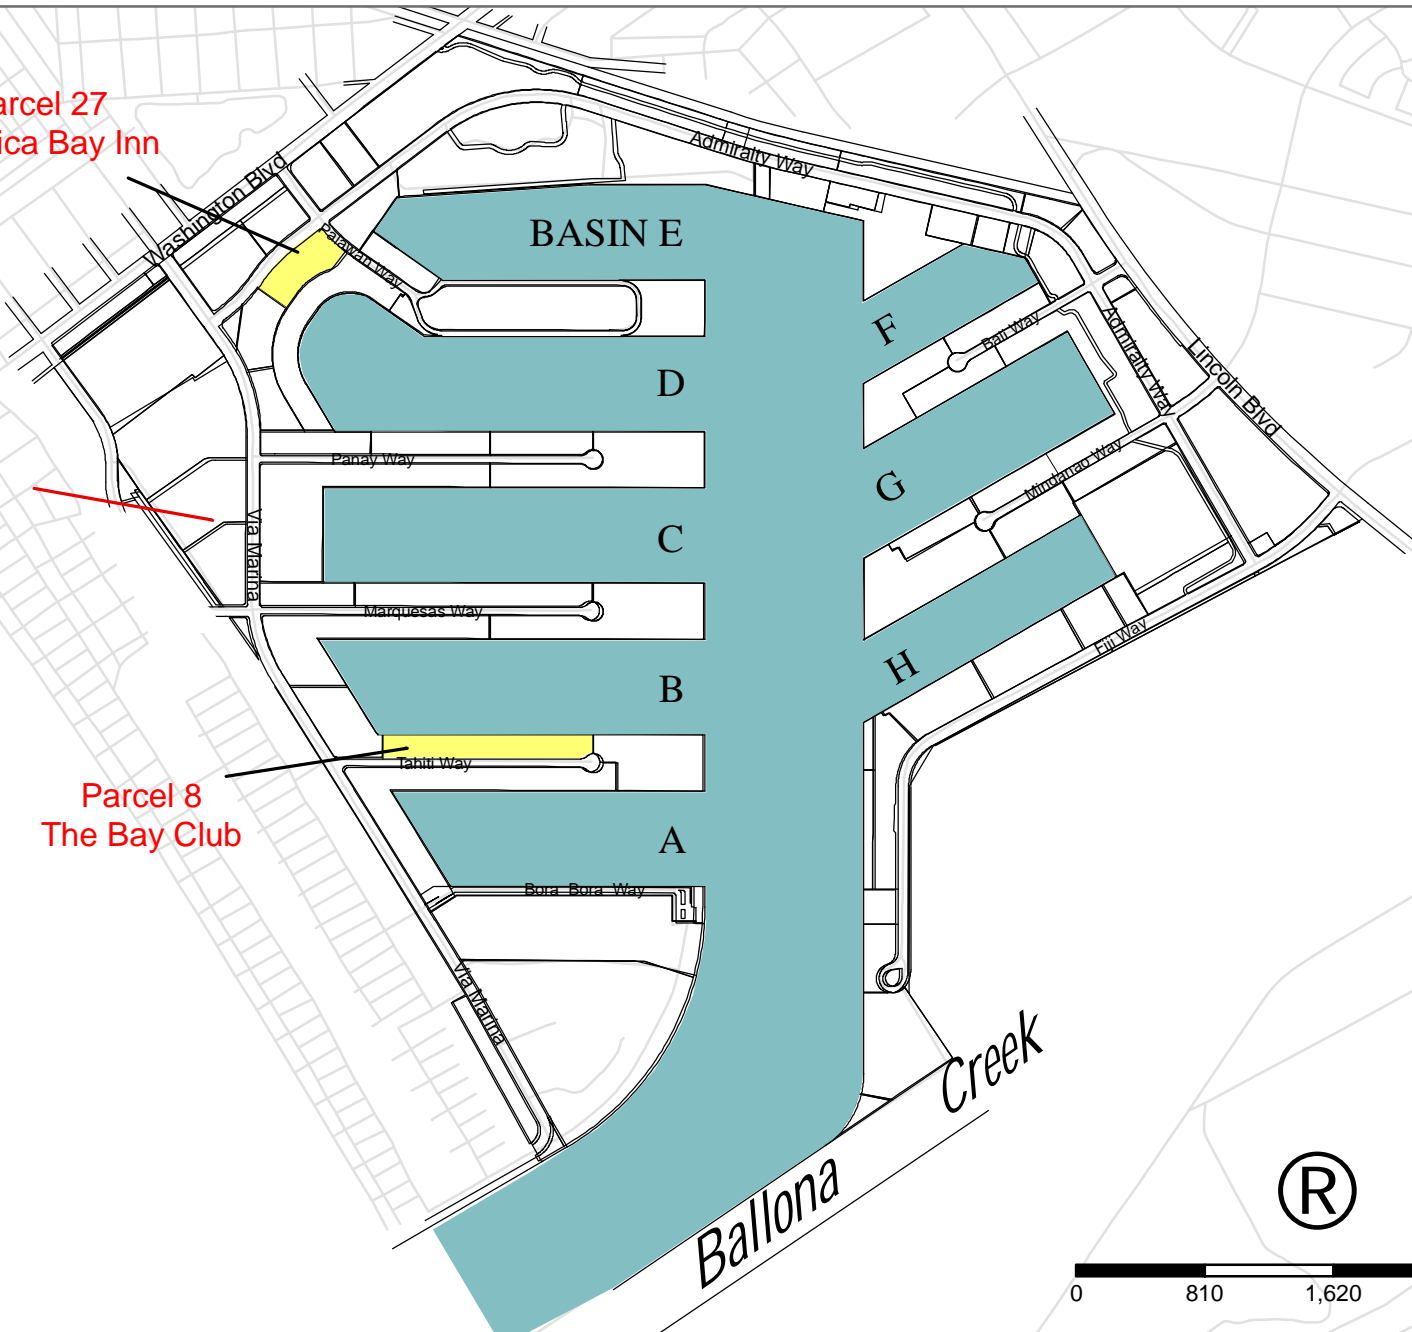 arcel 27
ica Bay Inn
Washington Blvd
Palawan Way
Admiralty Way
BASIN E
F
Bali Way
Admiralty Way
Lincoln Blvd
D
Panay Way
G
Mindanao Way
Via Marina
C
Marquesas Way
H
Fiji Way
B
Tahiti Way
Parcel 8
The Bay Club
A
Bora Bora Way
Via Marina
Ballona Creek
®
0 810 1,620